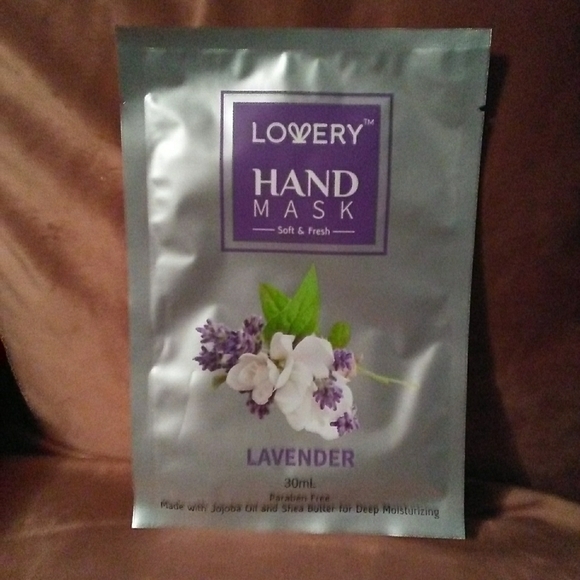 LOVERY™
HAND
MASK
Soft & Fresh
LAVENDER
30mL
Paraben Free
Made with Jojoba Oil and Shea Butter for Deep Moisturizing